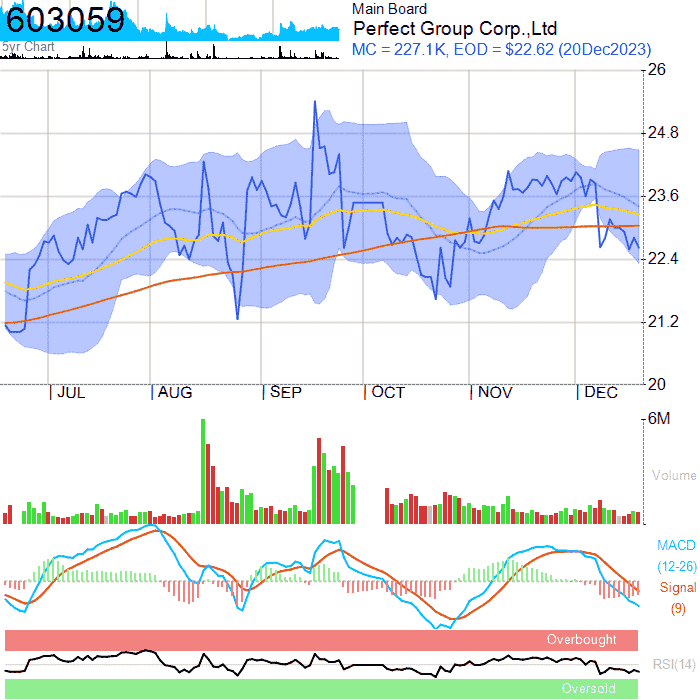 603059
5yr Chart
Main Board
Perfect Group Corp.,Ltd
MC = 227.1K, EOD = $22.62 (20Dec2023)
26
24.8
23.6
22.4
21.2
20
JUL AUG SEP OCT NOV DEC
6M
Volume
MACD
(12-26)
Signal
(9)
Overbought
RSI(14)
Oversold